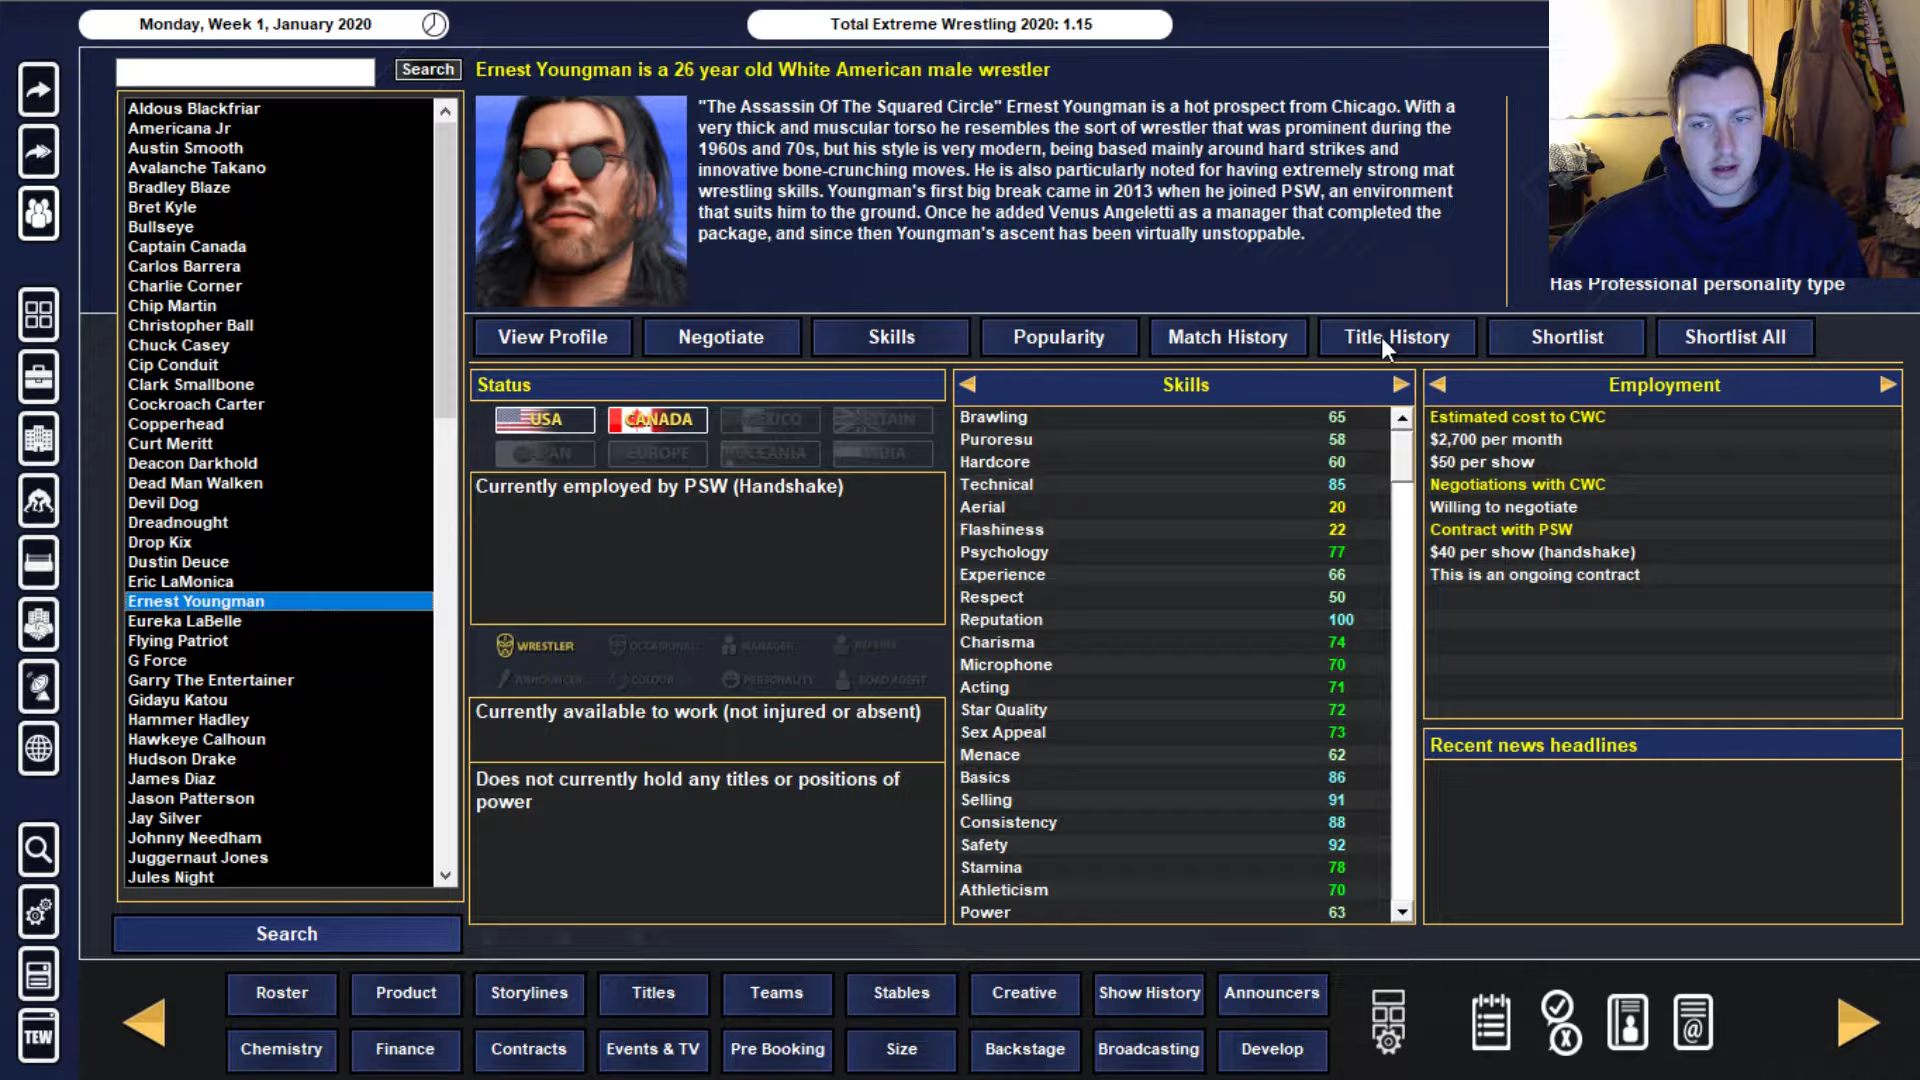 Monday, Week 1, January 2020
Total Extreme Wrestling 2020: 1.15
Search
Ernest Youngman is a 26 year old White American male wrestler
"The Assassin Of The Squared Circle" Ernest Youngman is a hot prospect from Chicago. With a
very thick and muscular torso he resembles the sort of wrestler that was prominent during the
1960s and 70s, but his style is very modern, being based mainly around hard strikes and
innovative bone-crunching moves. He is also particularly noted for having extremely strong mat
wrestling skills. Youngman's first big break came in 2013 when he joined PSW, an environment
that suits him to the ground. Once he added Venus Angeletti as a manager that completed the
package, and since then Youngman's ascent has been virtually unstoppable.
Has Professional personality type
Aldous Blackfriar
Americana Jr
Austin Smooth
Avalanche Takano
Bradley Blaze
Bret Kyle
Bullseye
Captain Canada
Carlos Barrera
Charlie Corner
Chip Martin
Christopher Ball
Chuck Casey
Cip Conduit
Clark Smallbone
Cockroach Carter
Copperhead
Curt Meritt
Deacon Darkhold
Dead Man Walken
Devil Dog
Dreadnought
Drop Kix
Dustin Deuce
Eric LaMonica
Ernest Youngman
Eureka LaBelle
Flying Patriot
G Force
Garry The Entertainer
Gidayu Katou
Hammer Hadley
Hawkeye Calhoun
Hudson Drake
James Diaz
Jason Patterson
Jay Silver
Johnny Needham
Juggernaut Jones
Jules Night
Search
View Profile
Negotiate
Skills
Popularity
Match History
Title History
Shortlist
Shortlist All
Status
USA
CANADA
MEXICO
BRITAIN
JAPAN
EUROPE
OCEANIA
INDIA
Currently employed by PSW (Handshake)
WRESTLER
OCCASIONAL
MANAGER
REFEREE
ANNOUNCER
COLOUR
PERSONALITY
ROAD AGENT
Currently available to work (not injured or absent)
Does not currently hold any titles or positions of
power
Skills
Brawling 65
Puroresu 58
Hardcore 60
Technical 85
Aerial 20
Flashiness 22
Psychology 77
Experience 66
Respect 50
Reputation 100
Charisma 74
Microphone 70
Acting 71
Star Quality 72
Sex Appeal 73
Menace 62
Basics 86
Selling 91
Consistency 88
Safety 92
Stamina 78
Athleticism 70
Power 63
Employment
Estimated cost to CWC
$2,700 per month
$50 per show
Negotiations with CWC
Willing to negotiate
Contract with PSW
$40 per show (handshake)
This is an ongoing contract
Recent news headlines
TEW
Roster
Product
Storylines
Titles
Teams
Stables
Creative
Show History
Announcers
Chemistry
Finance
Contracts
Events & TV
Pre Booking
Size
Backstage
Broadcasting
Develop